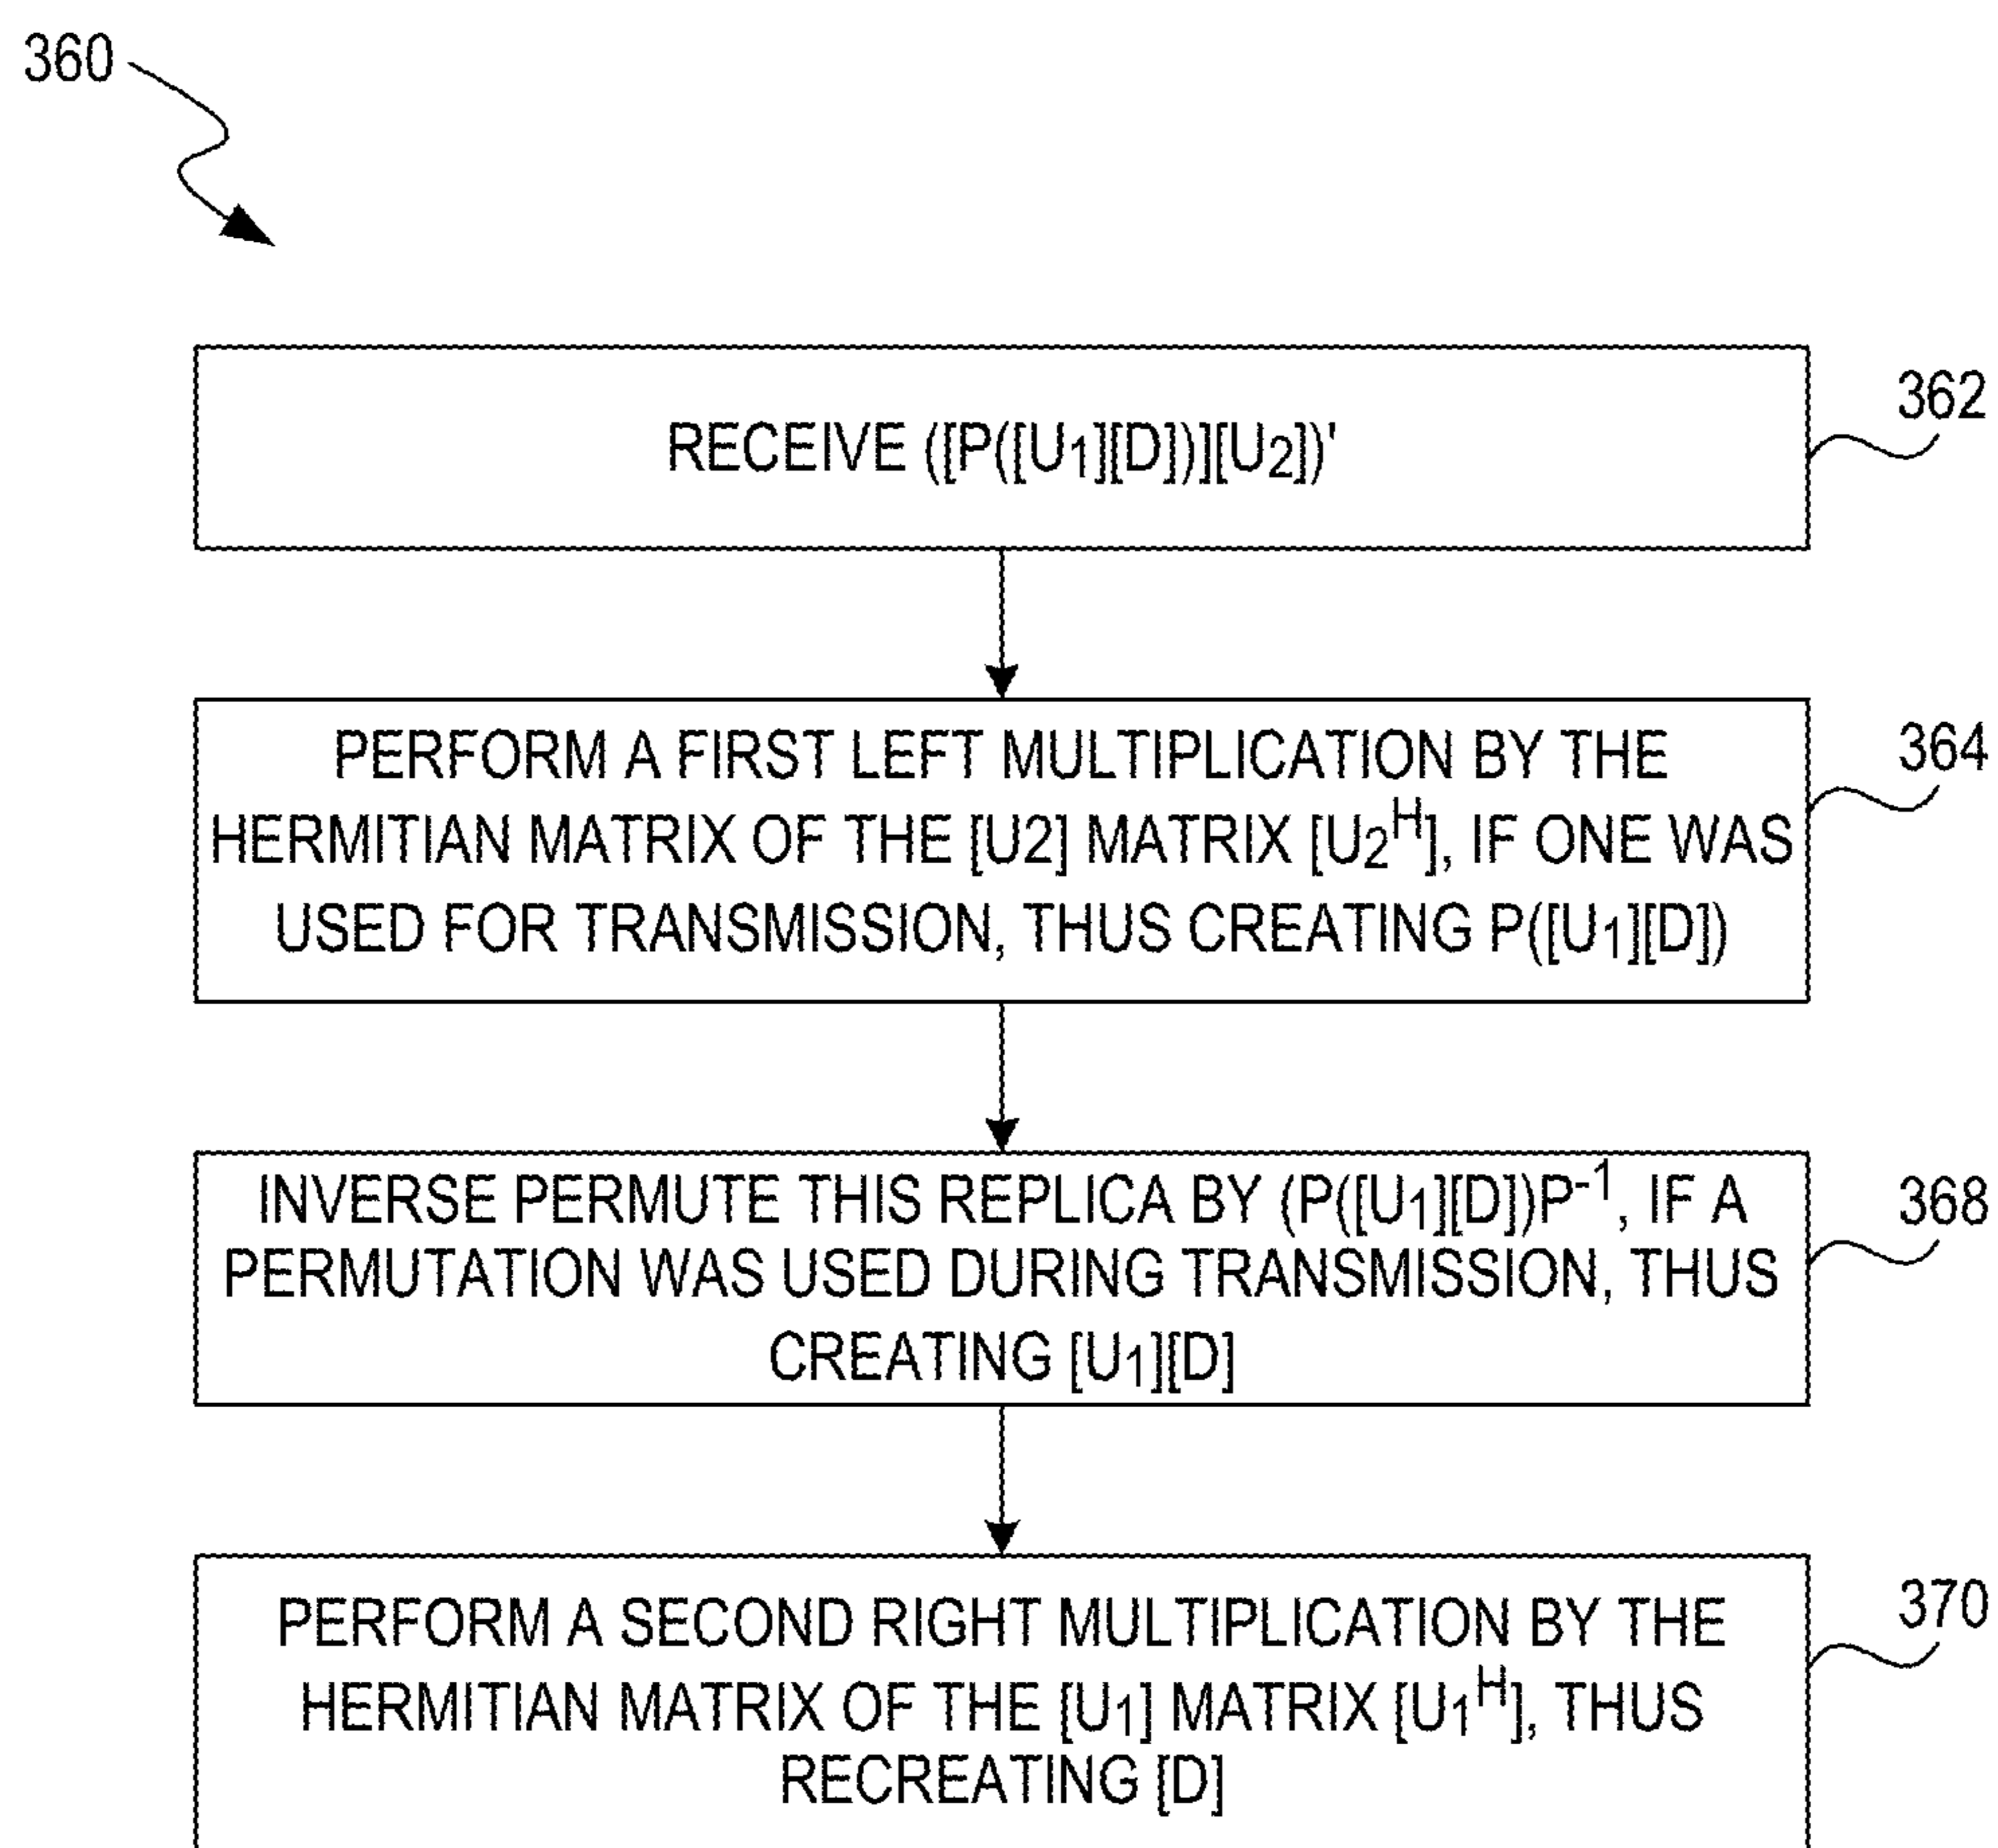 360
RECEIVE ([P([U₁][D])][U₂])'
362
PERFORM A FIRST LEFT MULTIPLICATION BY THE
HERMITIAN MATRIX OF THE [U2] MATRIX [U₂ᴴ], IF ONE WAS
USED FOR TRANSMISSION, THUS CREATING P([U₁][D])
364
INVERSE PERMUTE THIS REPLICA BY (P([U₁][D])P⁻¹, IF A
PERMUTATION WAS USED DURING TRANSMISSION, THUS
CREATING [U₁][D]
368
PERFORM A SECOND RIGHT MULTIPLICATION BY THE
HERMITIAN MATRIX OF THE [U₁] MATRIX [U₁ᴴ], THUS
RECREATING [D]
370